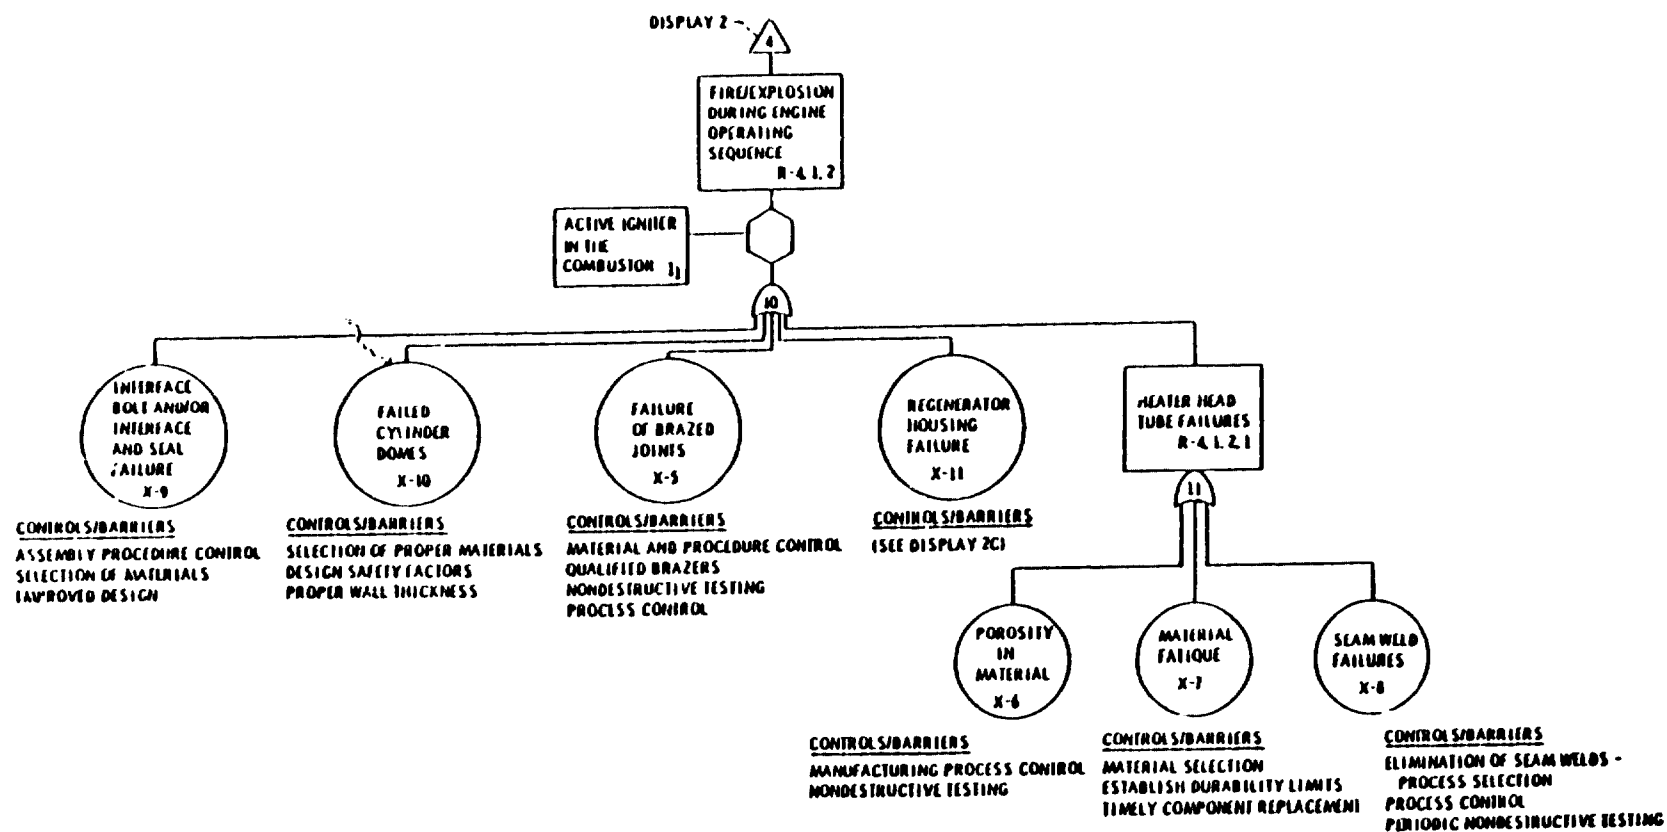 DISPLAY 2
4
FIRE/EXPLOSION
DURING ENGINE
OPERATING
SEQUENCE
R-4, 1, 2
ACTIVE IGNITER
IN THE
COMBUSTOR
10
INTERFACE
BOLT AND/OR
INTERFACE
AND SEAL
FAILURE
X-9
CONTROLS/BARRIERS
ASSEMBLY PROCEDURE CONTROL
SELECTION OF MATERIALS
IMPROVED DESIGN
FAILED
CYLINDER
DOMES
X-10
CONTROLS/BARRIERS
SELECTION OF PROPER MATERIALS
DESIGN SAFETY FACTORS
PROPER WALL THICKNESS
FAILURE
OF BRAZED
JOINTS
X-5
CONTROLS/BARRIERS
MATERIAL AND PROCEDURE CONTROL
QUALIFIED BRAZERS
NONDESTRUCTIVE TESTING
PROCESS CONTROL
REGENERATOR
HOUSING
FAILURE
X-11
CONTROLS/BARRIERS
(SEE DISPLAY 2C)
HEATER HEAD
TUBE FAILURES
R-4, 1, 2, 1
11
POROSITY
IN
MATERIAL
X-6
CONTROLS/BARRIERS
MANUFACTURING PROCESS CONTROL
NONDESTRUCTIVE TESTING
MATERIAL
FATIQUE
X-7
CONTROLS/BARRIERS
MATERIAL SELECTION
ESTABLISH DURABILITY LIMITS
TIMELY COMPONENT REPLACEMENT
SEAM WELD
FAILURES
X-8
CONTROLS/BARRIERS
ELIMINATION OF SEAM WELDS -
PROCESS SELECTION
PROCESS CONTROL
PERIODIC NONDESTRUCTIVE TESTING